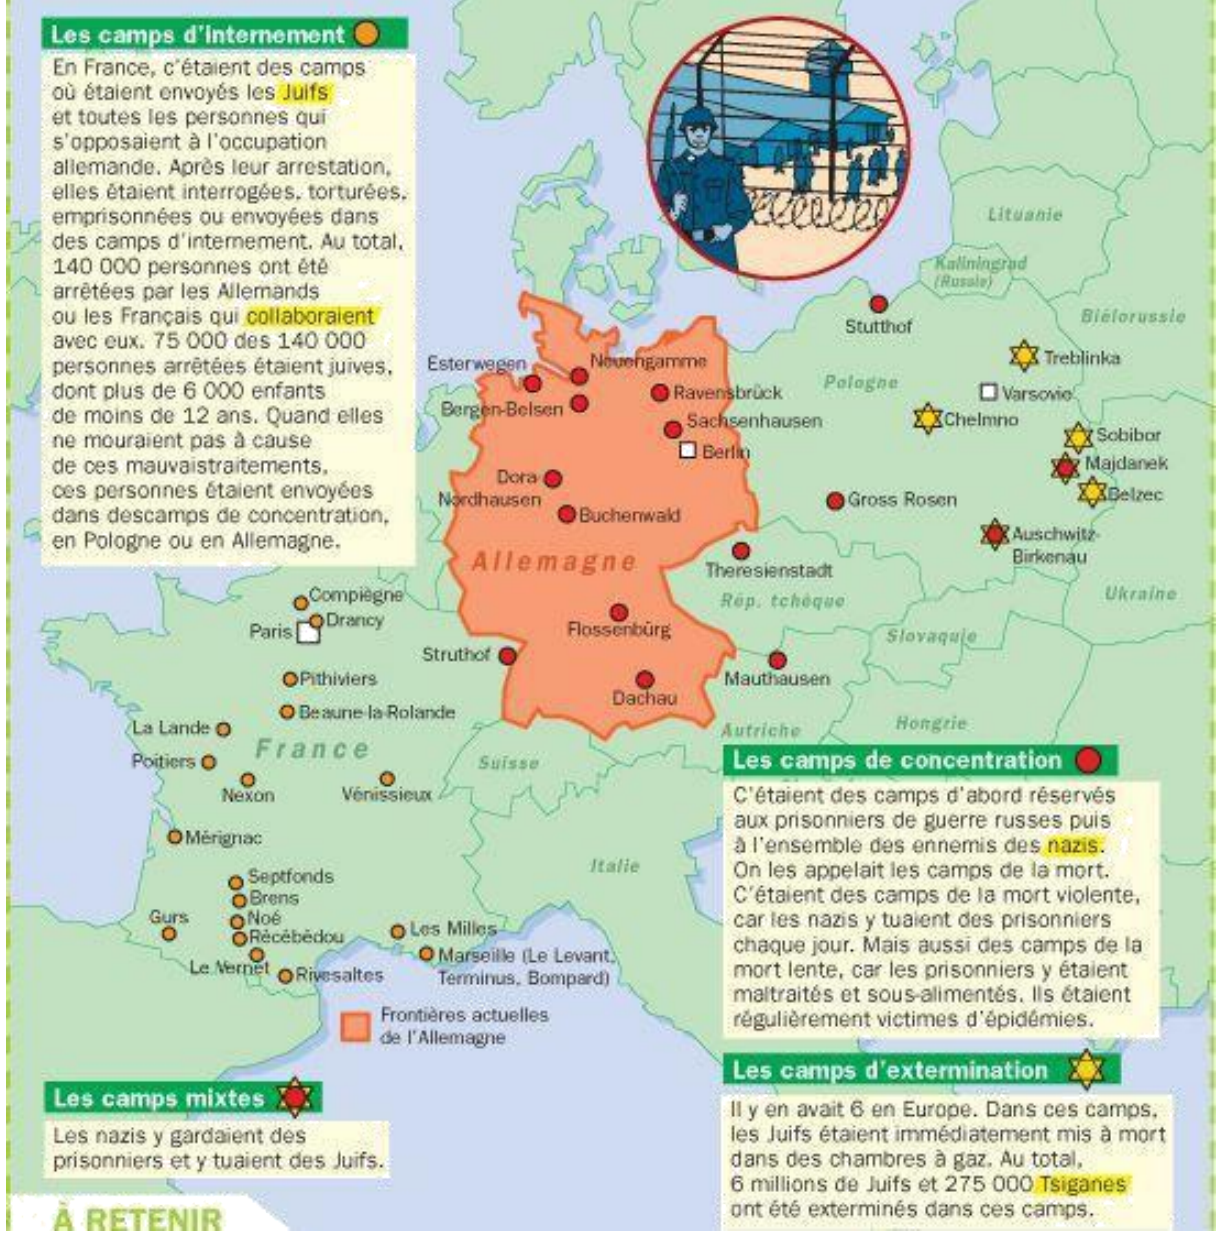 Les camps d'internement
En France, c'étaient des camps
où étaient envoyés les Juifs
et toutes les personnes qui
s'opposaient à l'occupation
allemande. Après leur arrestation,
elles étaient interrogées, torturées,
emprisonnées ou envoyées dans
des camps d'internement. Au total,
140 000 personnes ont été
arrêtées par les Allemands
ou les Français qui collaboraient
avec eux. 75 000 des 140 000
personnes arrêtées étaient juives,
dont plus de 6 000 enfants
de moins de 12 ans. Quand elles
ne mouraient pas à cause
de ces mauvaistraitements,
ces personnes étaient envoyées
dans descamps de concentration,
en Pologne ou en Allemagne.
Lituanie
Kaliningrad
(Russie)
Biélorussie
Stutthof
Treblinka
Pologne
Varsovie
Chelmno
Sobibor
Majdanek
Belzec
Gross Rosen
Auschwitz-
Birkenau
Esterwegen
Neuengamme
Bergen-Belsen
Ravensbrück
Sachsenhausen
Berlin
Dora
Nordhausen
Buchenwald
Allemagne
Theresienstadt
Rép. tchèque
Ukraine
Slovaquie
Flossenbürg
Struthof
Dachau
Mauthausen
Autriche
Hongrie
Compiègne
Drancy
Paris
Pithiviers
Beaune-la-Rolande
La Lande
France
Poitiers
Nexon
Vénissieux
Suisse
Mérignac
Italie
Septfonds
Brens
Noé
Gurs
Récébédou
Le Vernet
Rivesaltes
Les Milles
Marseille (Le Levant,
Terminus, Bompard)
Frontières actuelles
de l'Allemagne
Les camps de concentration
C'étaient des camps d'abord réservés
aux prisonniers de guerre russes puis
à l'ensemble des ennemis des nazis.
On les appelait les camps de la mort.
C'étaient des camps de la mort violente,
car les nazis y tuaient des prisonniers
chaque jour. Mais aussi des camps de la
mort lente, car les prisonniers y étaient
maltraités et sous-alimentés. Ils étaient
régulièrement victimes d'épidémies.
Les camps d'extermination
Il y en avait 6 en Europe. Dans ces camps,
les Juifs étaient immédiatement mis à mort
dans des chambres à gaz. Au total,
6 millions de Juifs et 275 000 Tsiganes
ont été exterminés dans ces camps.
Les camps mixtes
Les nazis y gardaient des
prisonniers et y tuaient des Juifs.
À RETENIR